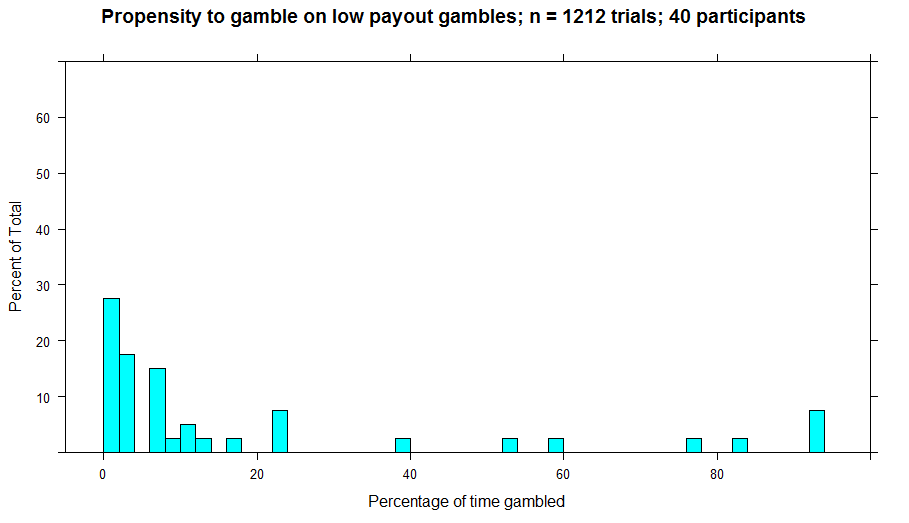 Propensity to gamble on low payout gambles; n = 1212 trials; 40 participants
60
50
40
30
20
10
Percent of Total
0 20 40 60 80
Percentage of time gambled